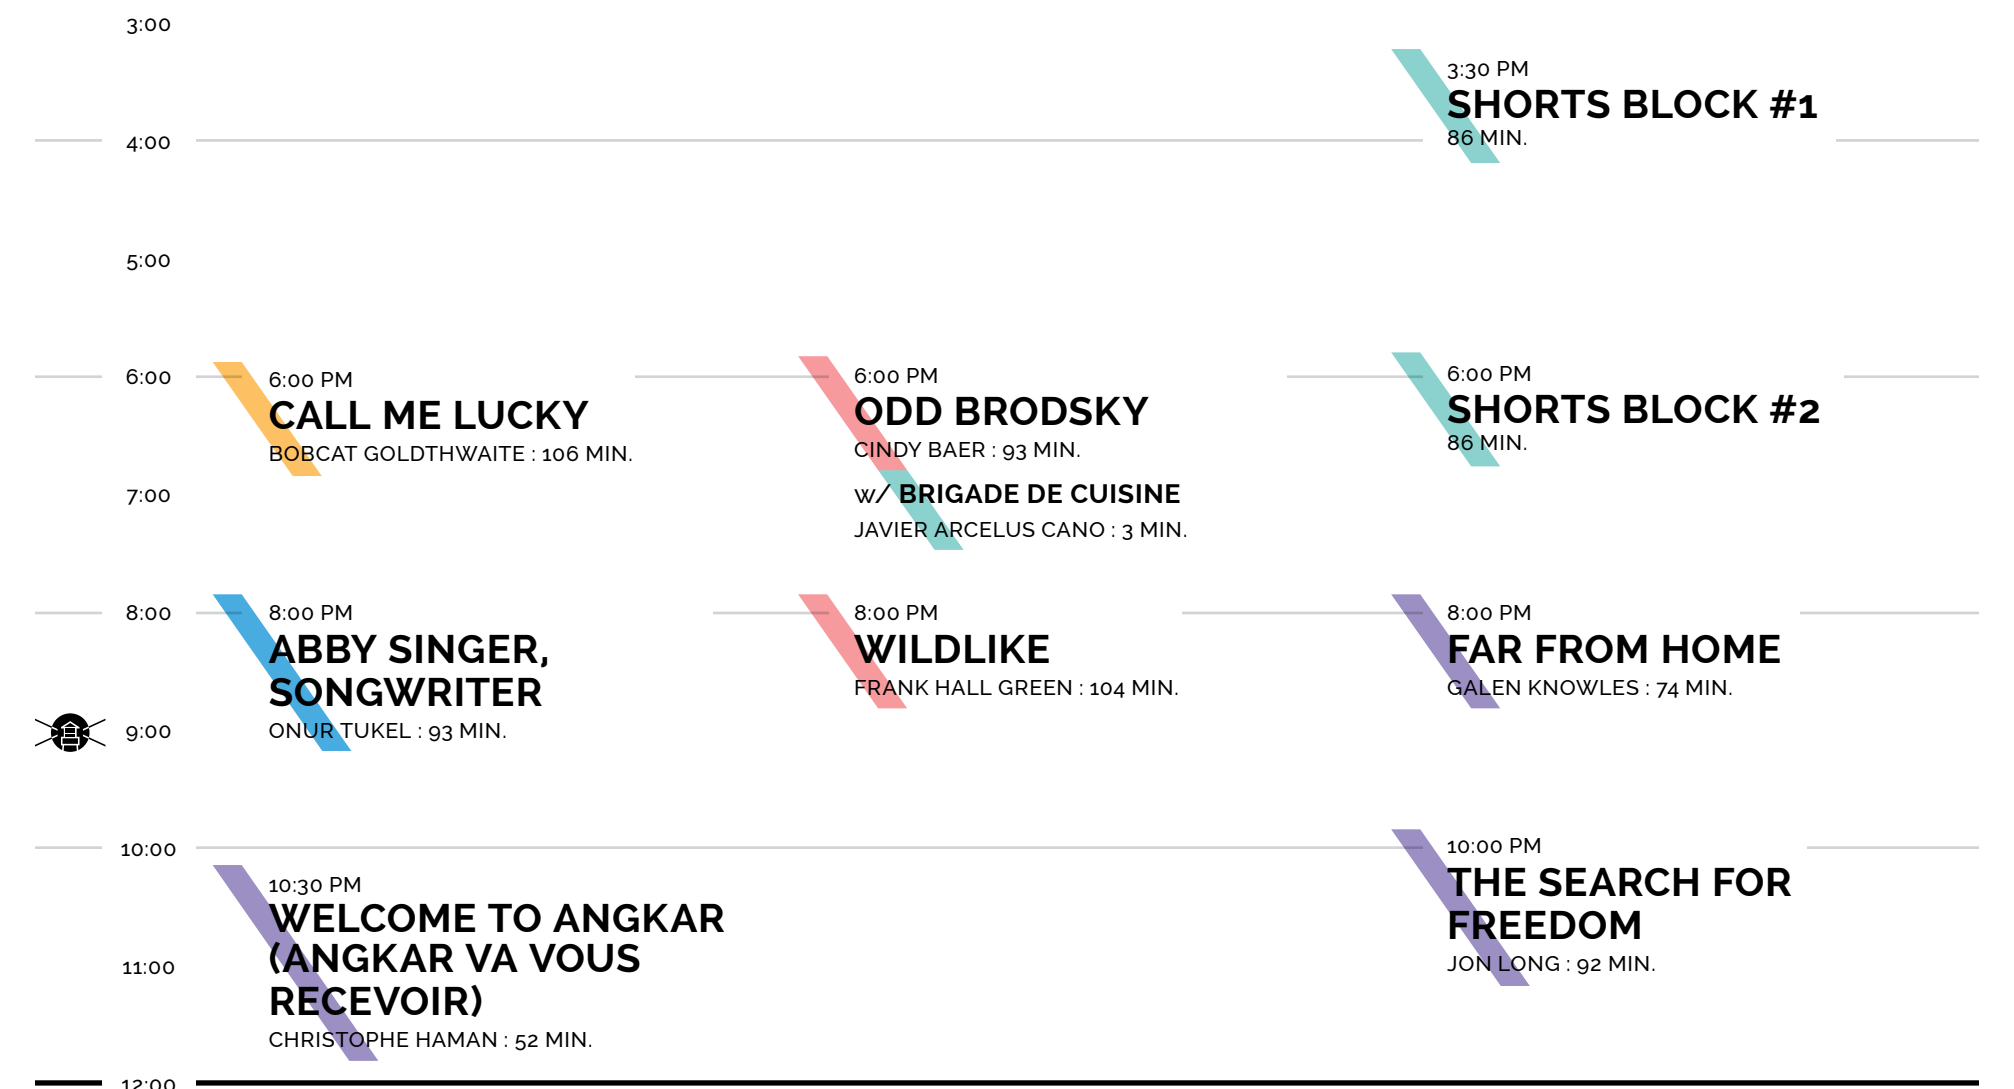 3:00
3:30 PM
SHORTS BLOCK #1
86 MIN.
4:00
5:00
6:00
6:00 PM
CALL ME LUCKY
BOBCAT GOLDTHWAITE : 106 MIN.
6:00 PM
ODD BRODSKY
CINDY BAER : 93 MIN.
w/ BRIGADE DE CUISINE
JAVIER ARCELUS CANO : 3 MIN.
6:00 PM
SHORTS BLOCK #2
86 MIN.
7:00
8:00
8:00 PM
ABBY SINGER,
SONGWRITER
ONUR TUKEL : 93 MIN.
8:00 PM
WILDLIKE
FRANK HALL GREEN : 104 MIN.
8:00 PM
FAR FROM HOME
GALEN KNOWLES : 74 MIN.
9:00
10:00
10:30 PM
WELCOME TO ANGKAR
(ANGKAR VA VOUS
RECEVOIR)
CHRISTOPHE HAMAN : 52 MIN.
10:00 PM
THE SEARCH FOR
FREEDOM
JON LONG : 92 MIN.
11:00
12:00